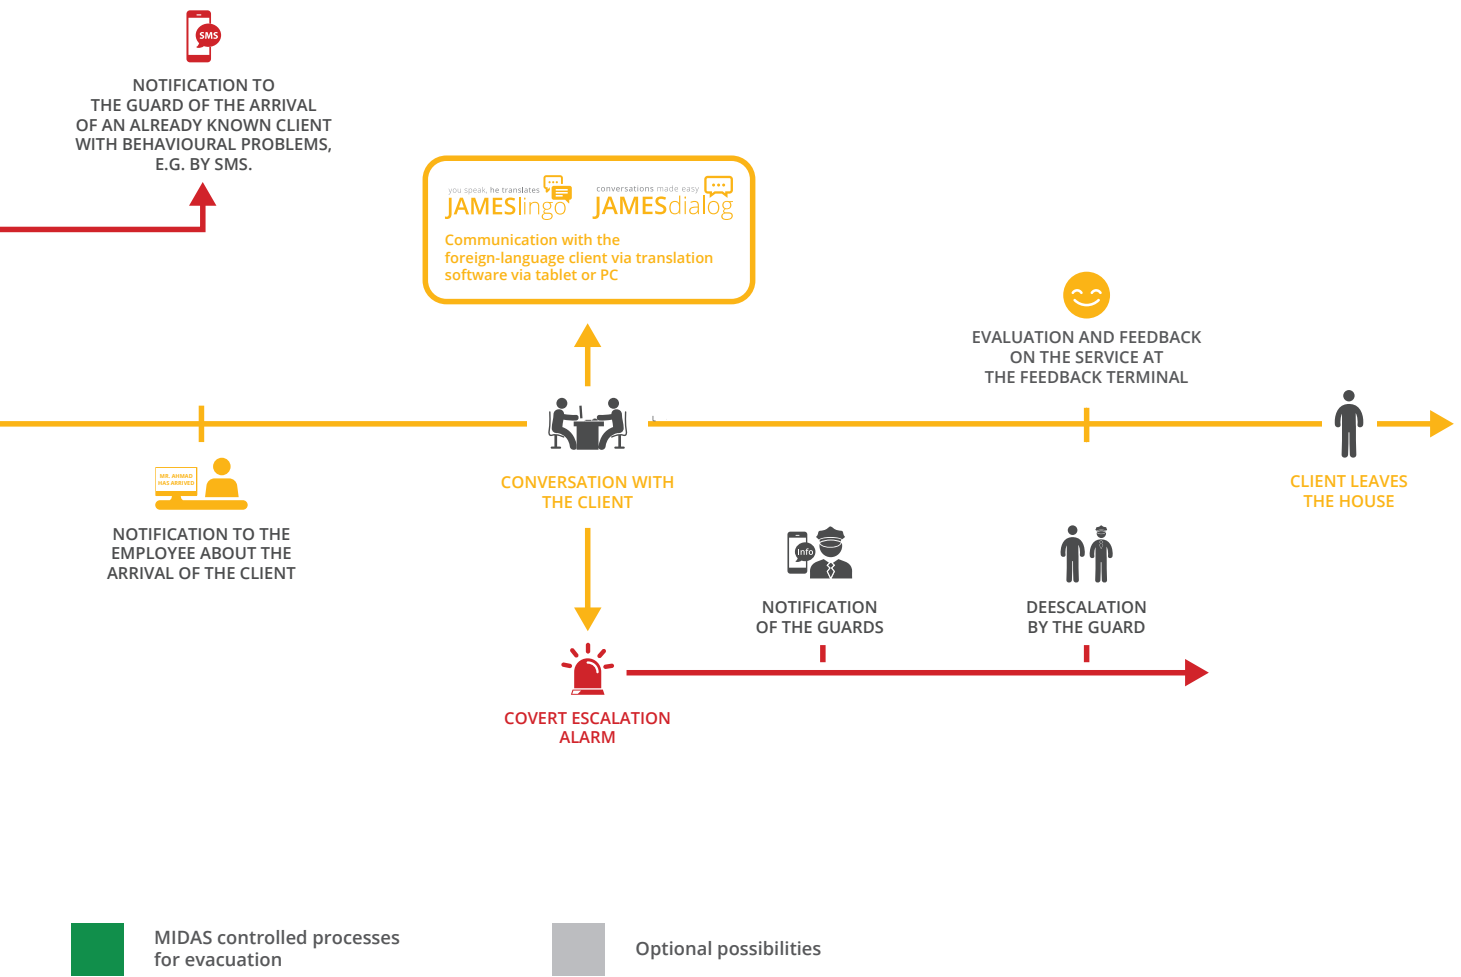 SMS
NOTIFICATION TO
THE GUARD OF THE ARRIVAL
OF AN ALREADY KNOWN CLIENT
WITH BEHAVIOURAL PROBLEMS,
E.G. BY SMS.
you speak, he translates
JAMESlingo
conversations made easy
JAMESdialog
Communication with the
foreign-language client via translation
software via tablet or PC
EVALUATION AND FEEDBACK
ON THE SERVICE AT
THE FEEDBACK TERMINAL
MR. AHMAD
HAS ARRIVED
NOTIFICATION TO THE
EMPLOYEE ABOUT THE
ARRIVAL OF THE CLIENT
CONVERSATION WITH
THE CLIENT
CLIENT LEAVES
THE HOUSE
Info
NOTIFICATION
OF THE GUARDS
DEESCALATION
BY THE GUARD
COVERT ESCALATION
ALARM
MIDAS controlled processes
for evacuation
Optional possibilities